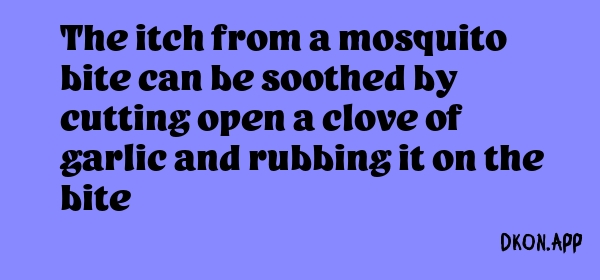 The itch from a mosquito
bite can be soothed by
cutting open a clove of
garlic and rubbing it on the
bite
DKON.APP